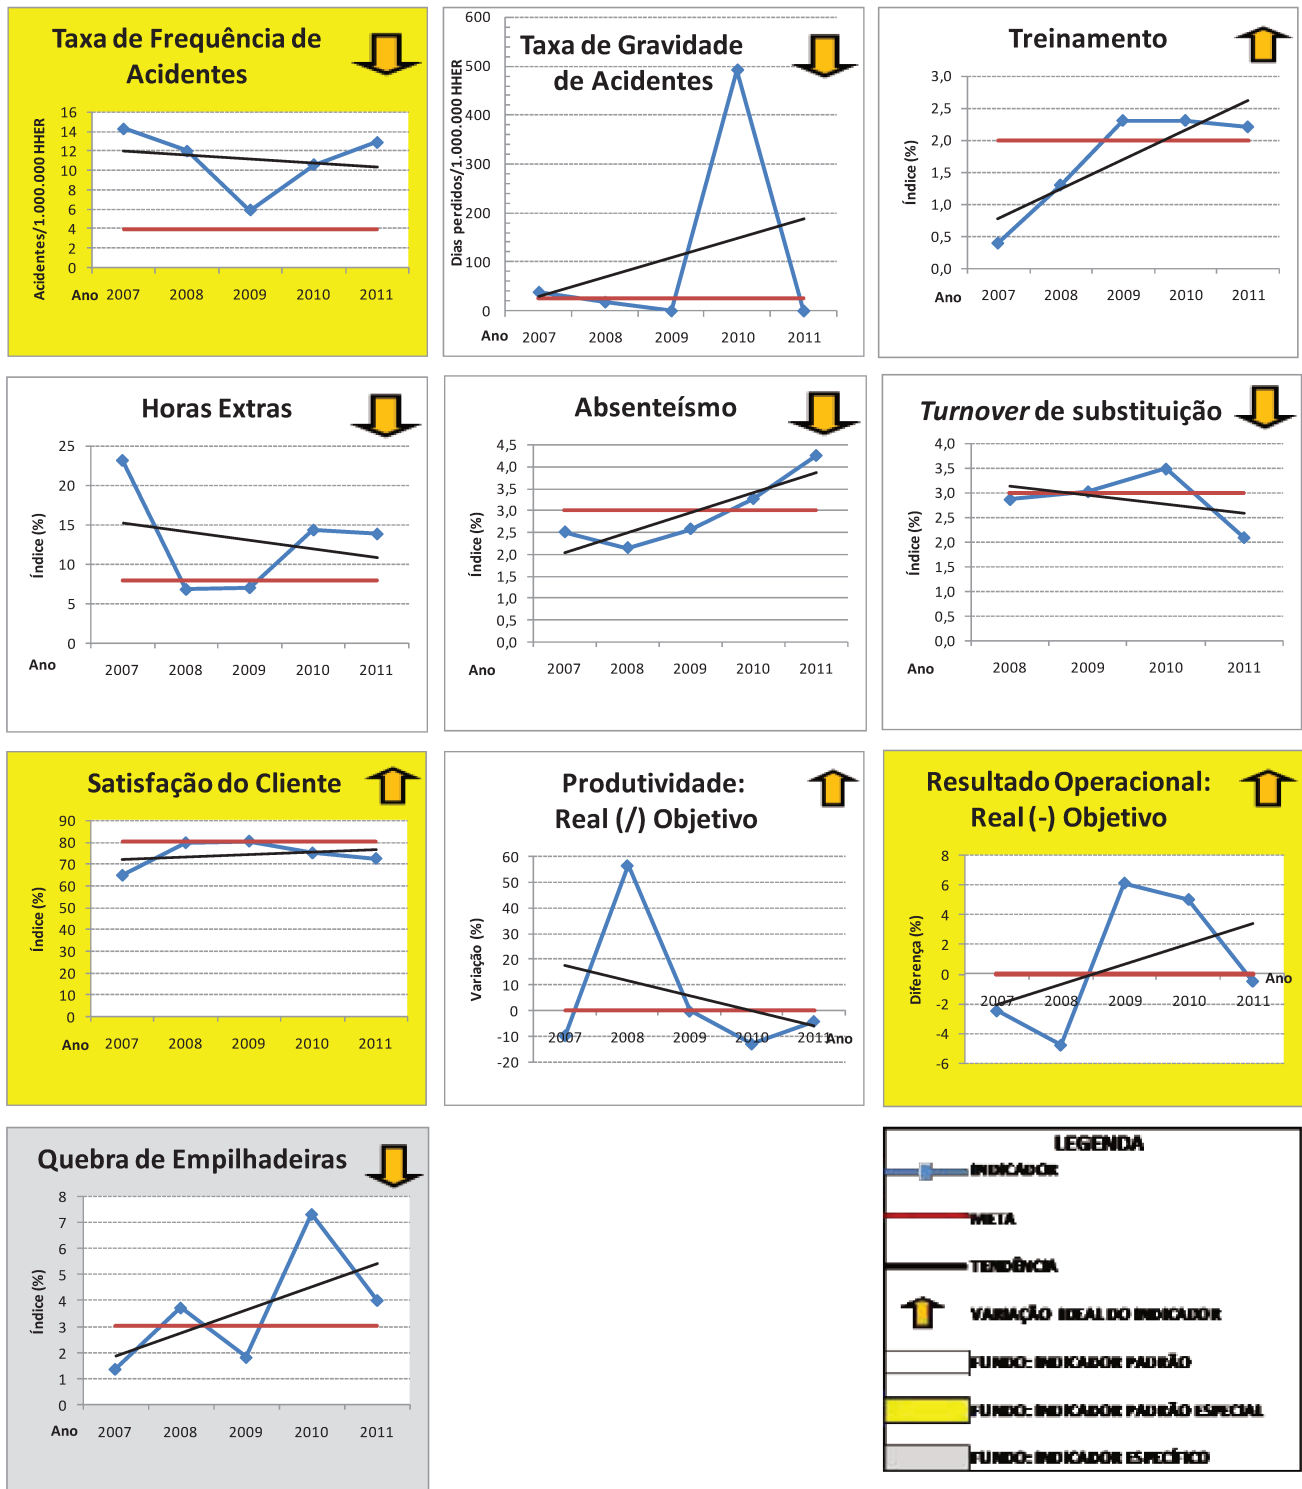 Taxa de Frequência de
Acidentes
Acidentes/1.000.000 HHER
16
14
12
10
8
6
4
2
0
Ano 2007 2008 2009 2010 2011
Taxa de Gravidade
de Acidentes
Dias perdidos/1.000.000 HHER
600
500
400
300
200
100
0
Ano 2007 2008 2009 2010 2011
Treinamento
Índice (%)
3,0
2,5
2,0
1,5
1,0
0,5
0,0
Ano 2007 2008 2009 2010 2011
Horas Extras
Índice (%)
25
20
15
10
5
0
Ano 2007 2008 2009 2010 2011
Absenteísmo
Índice (%)
4,5
4,0
3,5
3,0
2,5
2,0
1,5
1,0
0,5
0,0
Ano 2007 2008 2009 2010 2011
Turnover de substituição
Índice (%)
4,0
3,5
3,0
2,5
2,0
1,5
1,0
0,5
0,0
Ano 2008 2009 2010 2011
Satisfação do Cliente
Índice (%)
90
80
70
60
50
40
30
20
10
0
Ano 2007 2008 2009 2010 2011
Produtividade:
Real (/) Objetivo
Variação (%)
60
50
40
30
20
10
0
-10
-20
2007 2008 2009 2010 2011 Ano
Resultado Operacional:
Real (-) Objetivo
Diferença (%)
8
6
4
2
0
-2
-4
-6
Ano
2007 2008 2009 2010 2011
Quebra de Empilhadeiras
Índice (%)
8
7
6
5
4
3
2
1
0
Ano 2007 2008 2009 2010 2011
LEGENDA
INDICADOR
META
TENDÊNCIA
VARIAÇÃO IDEAL DO INDICADOR
FUNDO: INDICADOR PADRÃO
FUNDO: INDICADOR PADRÃO ESPECIAL
FUNDO: INDICADOR ESPECÍFICO